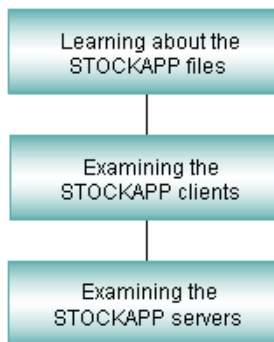 Learning about the
STOCKAPP files
Examining the
STOCKAPP clients
Examining the
STOCKAPP servers